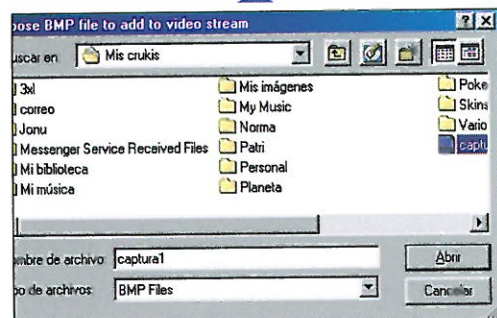 ose BMP file to add to video stream
uscar en: Mis crukis
3xl
correo
Jonu
Messenger Service Received Files
Mi biblioteca
Mi música
Mis imágenes
My Music
Norma
Patri
Personal
Planeta
Poke
Skins
Vario
captu
ombre de archivo: captura1
Abrir
po de archivos: BMP Files
Cancelar